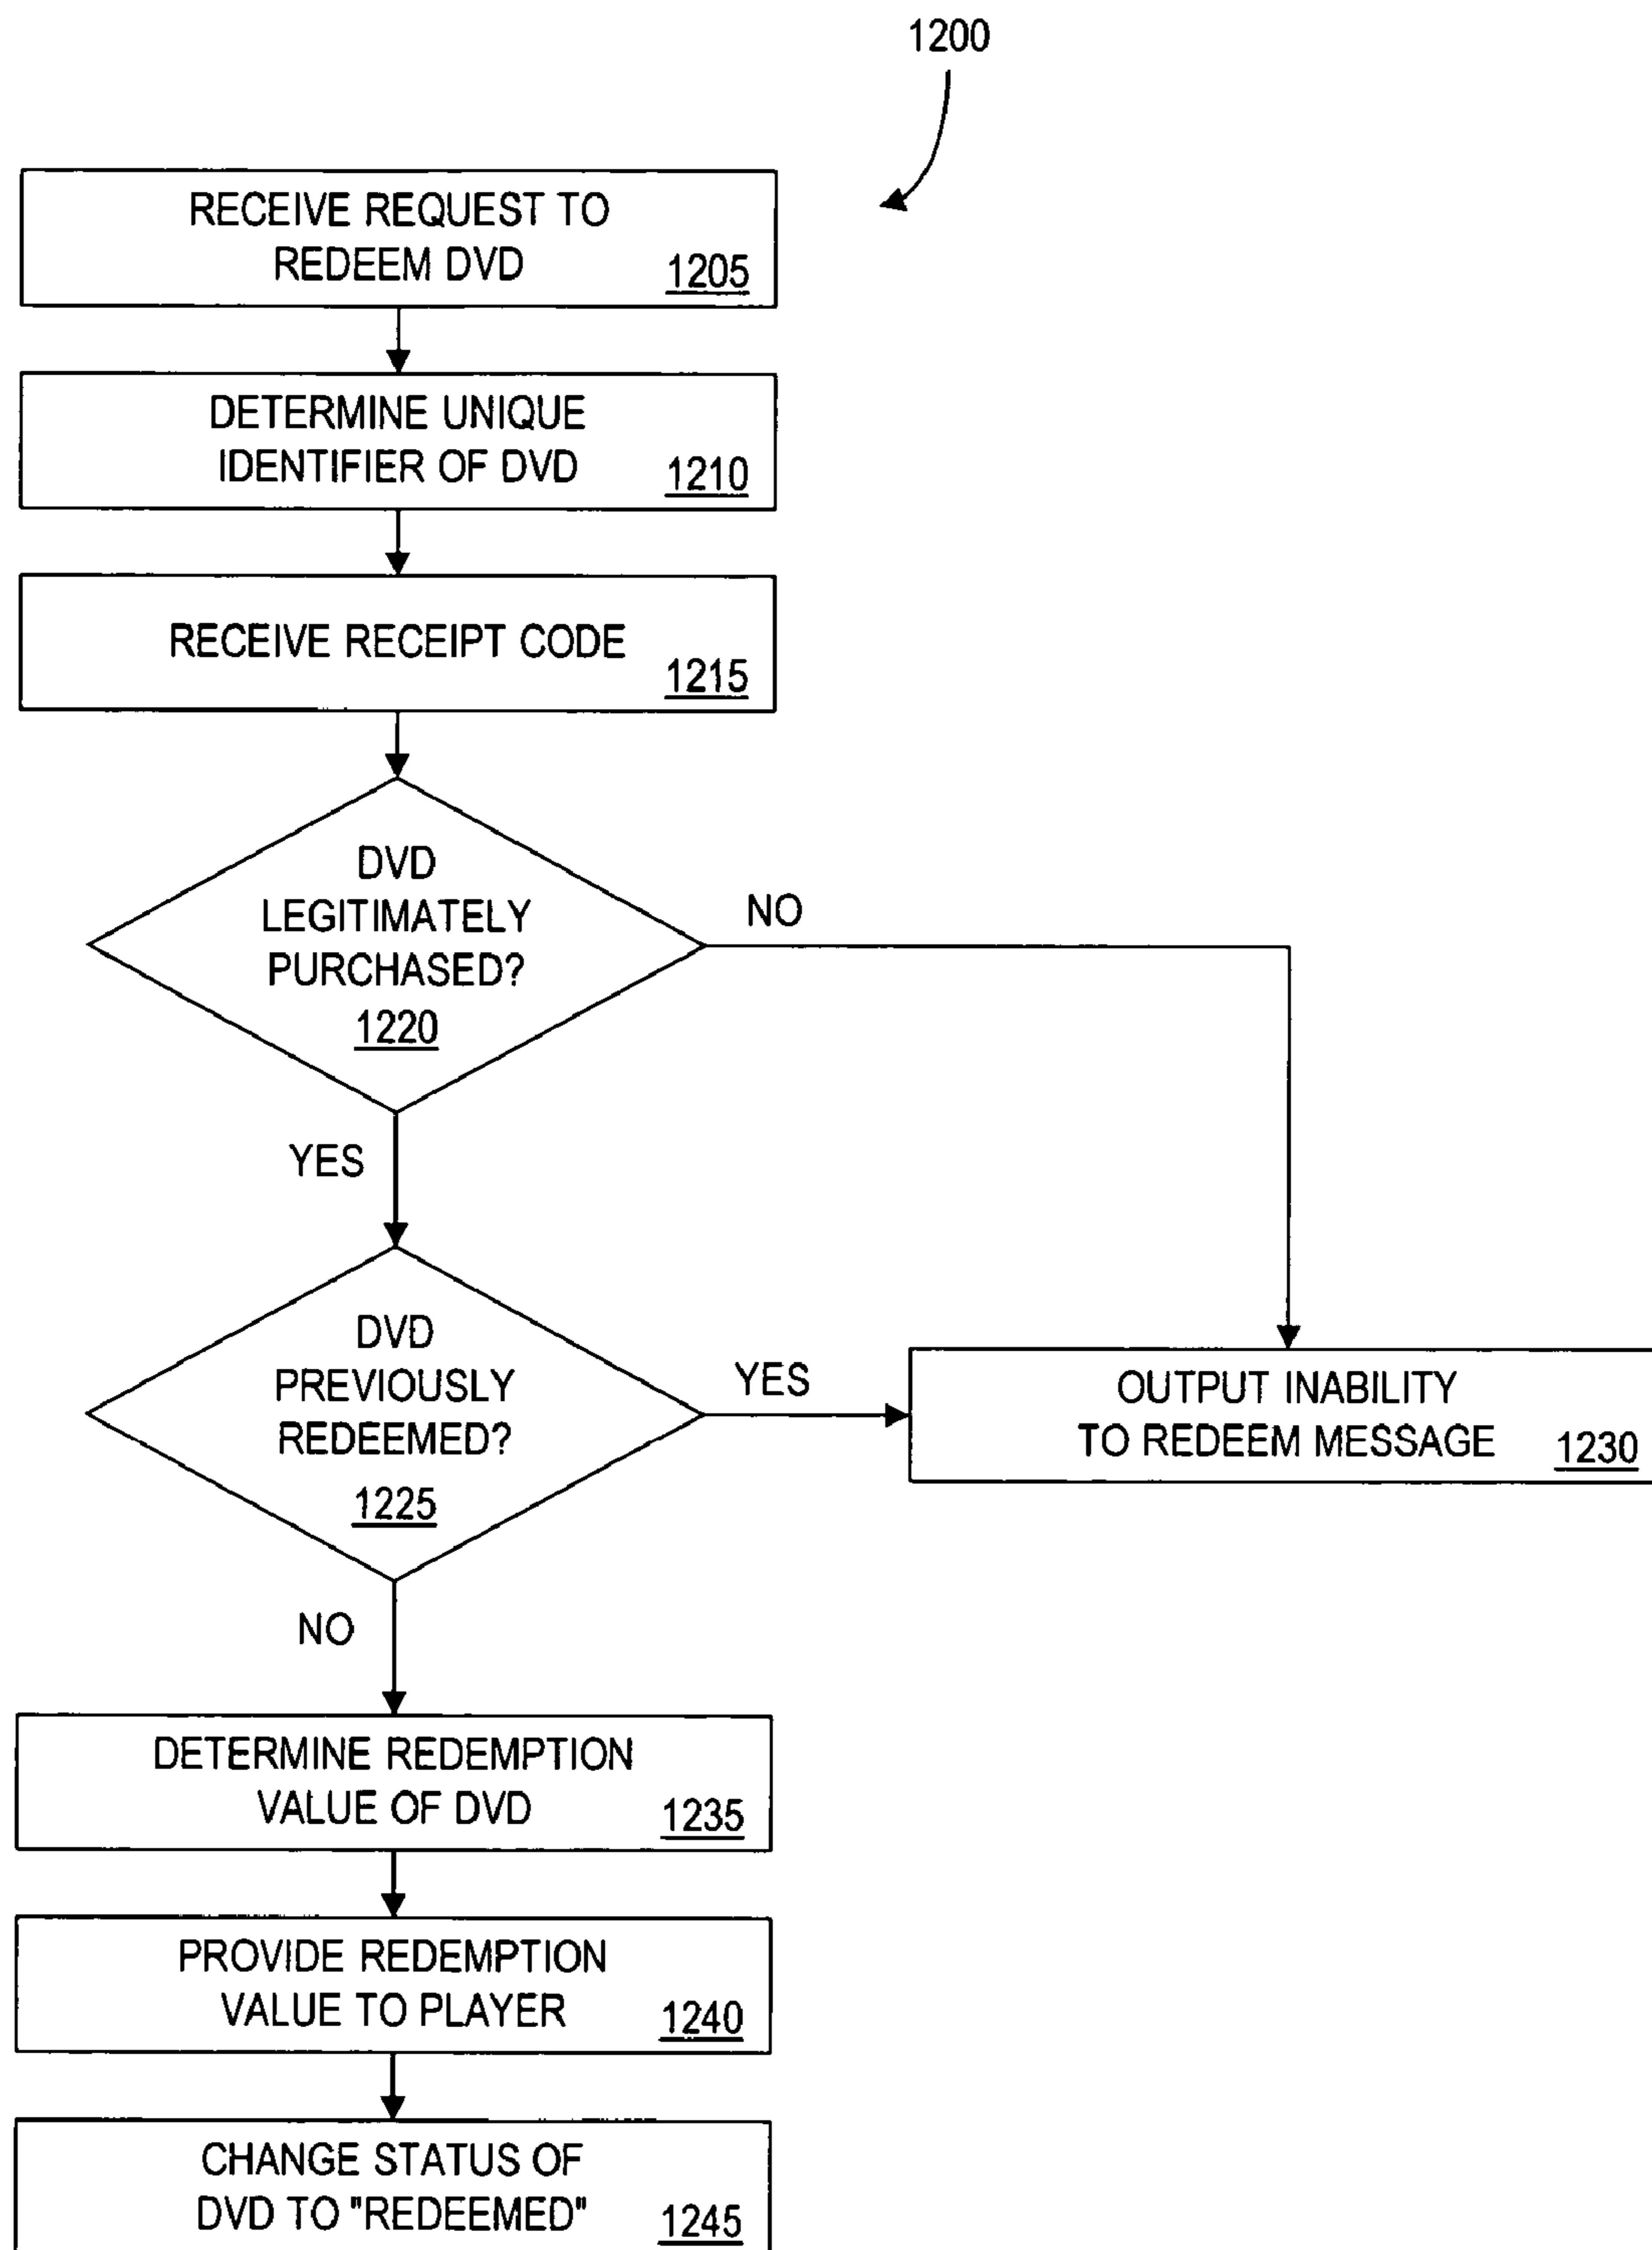 1200
RECEIVE REQUEST TO
REDEEM DVD
1205
DETERMINE UNIQUE
IDENTIFIER OF DVD
1210
RECEIVE RECEIPT CODE
1215
DVD
LEGITIMATELY
PURCHASED?
1220
NO
YES
DVD
PREVIOUSLY
REDEEMED?
1225
YES
OUTPUT INABILITY
TO REDEEM MESSAGE
1230
NO
DETERMINE REDEMPTION
VALUE OF DVD
1235
PROVIDE REDEMPTION
VALUE TO PLAYER
1240
CHANGE STATUS OF
DVD TO "REDEEMED"
1245